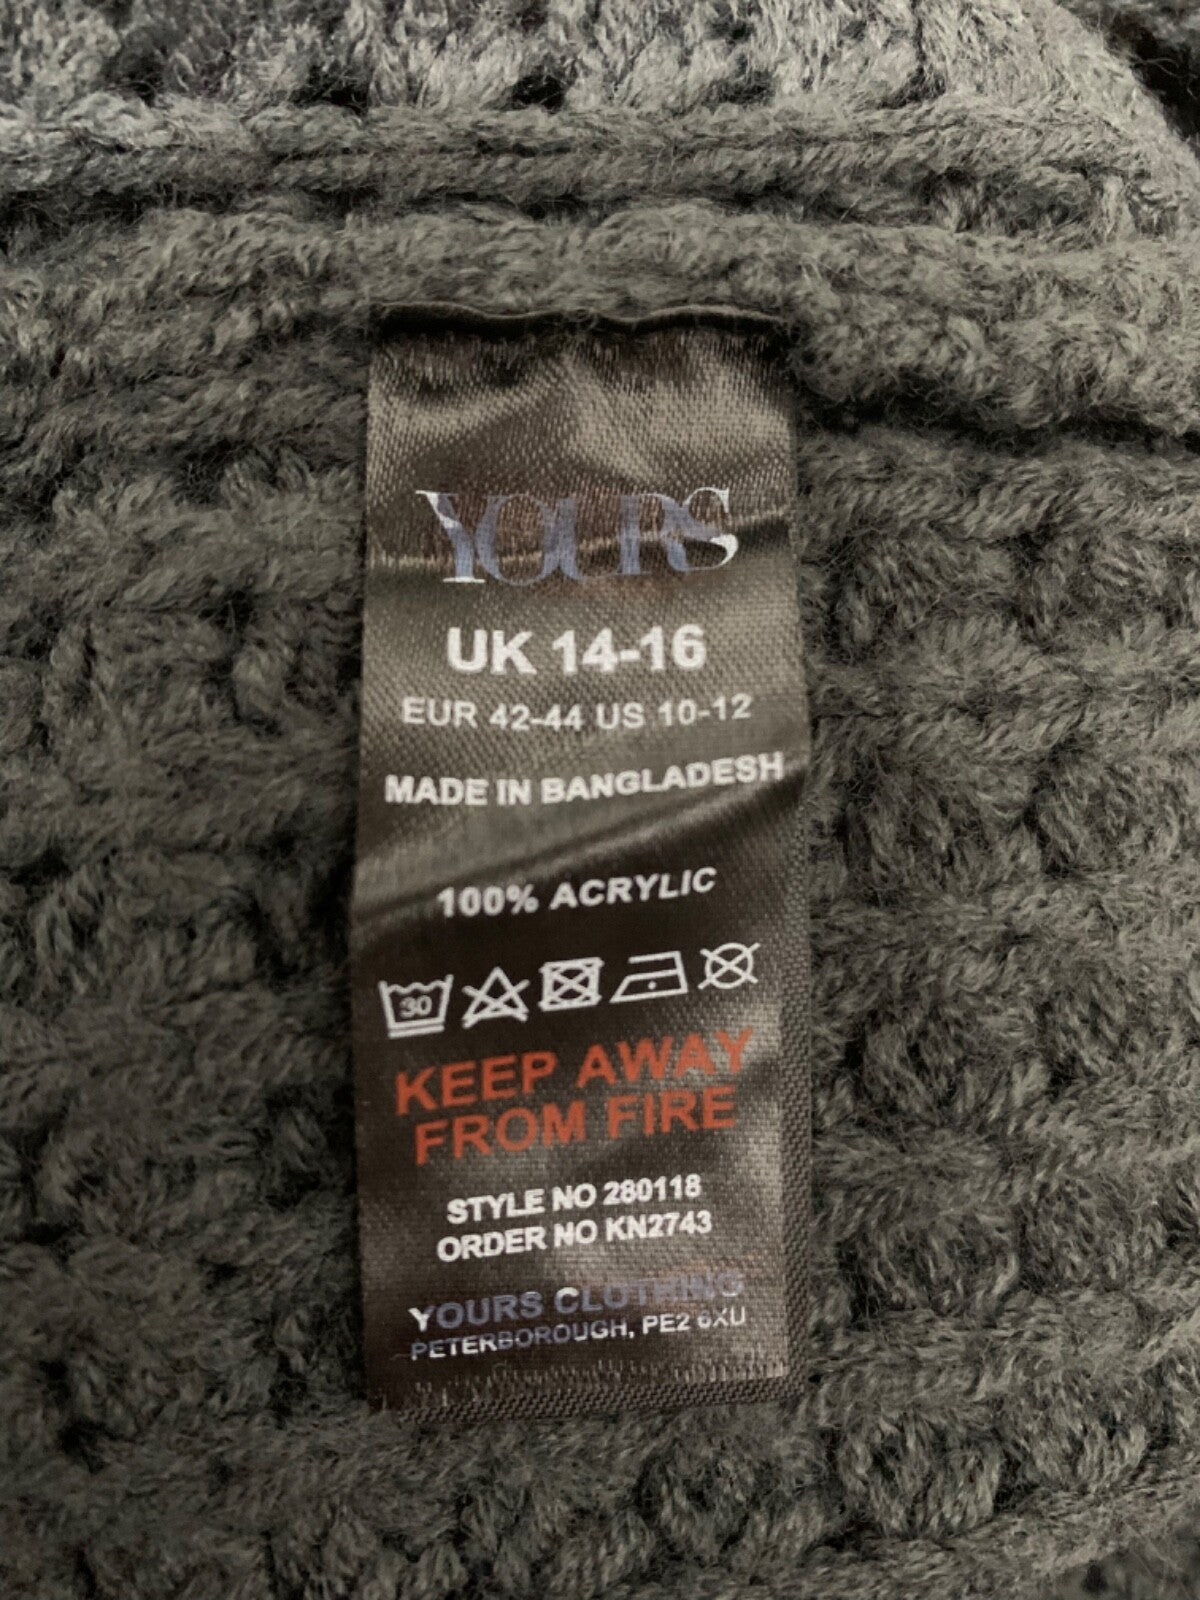 YOURS
UK 14-16
EUR 42-44 US 10-12
MADE IN BANGLADESH
100% ACRYLIC
30
KEEP AWAY
FROM FIRE
STYLE NO 280118
ORDER NO KN2743
YOURS CLOTHING
PETERBOROUGH, PE2 6XU